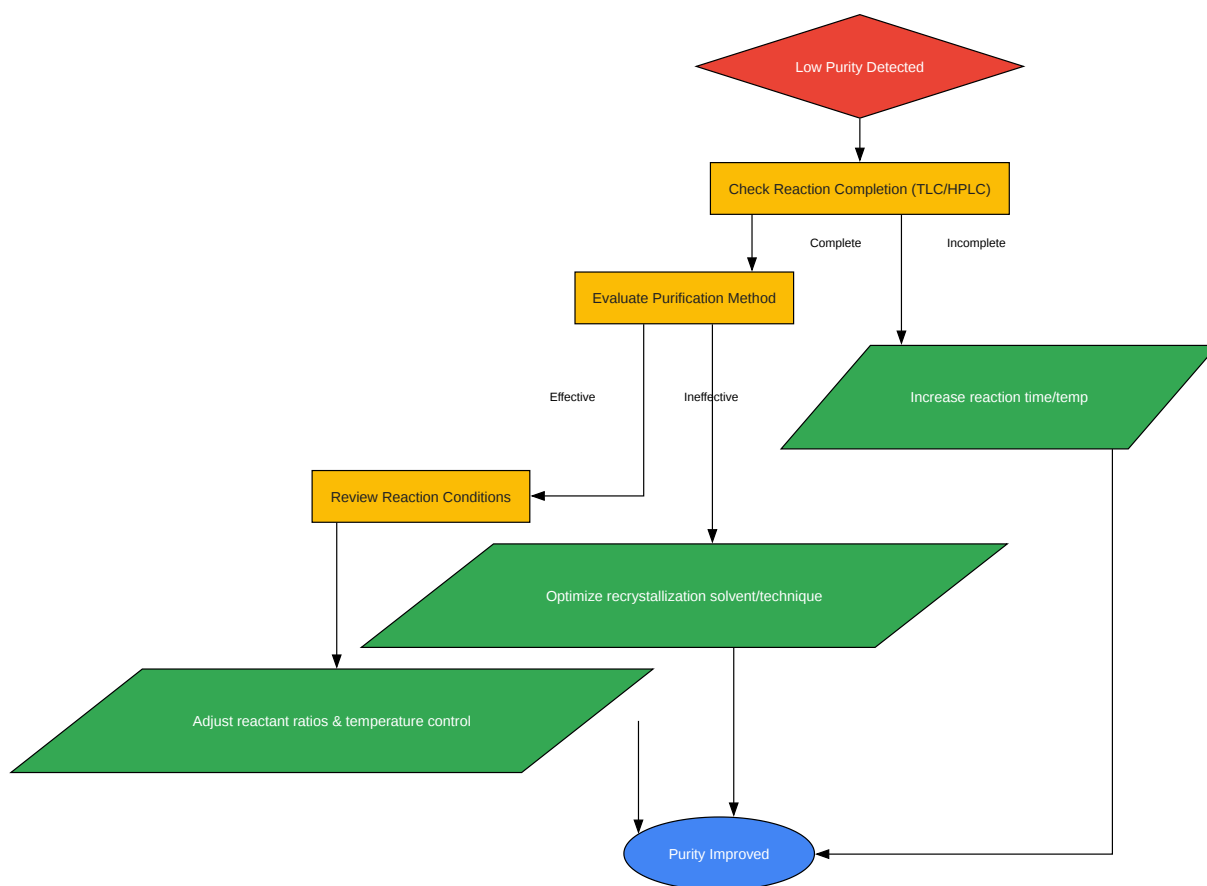 Low Purity Detected
Check Reaction Completion (TLC/HPLC)
Complete
Incomplete
Evaluate Purification Method
Effective
Ineffective
Increase reaction time/temp
Review Reaction Conditions
Optimize recrystallization solvent/technique
Adjust reactant ratios & temperature control
Purity Improved